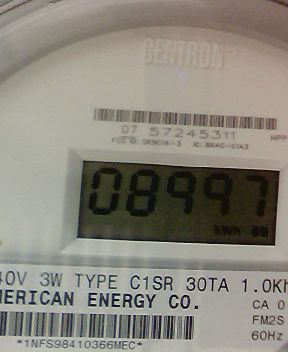 CENTRON
07 57245311
08997
kWh
40V 3W TYPE C1SR 30TA 1.0Kh
MERICAN ENERGY CO.
CA 0
FM2S
60Hz
*1NFS98410366MEC*